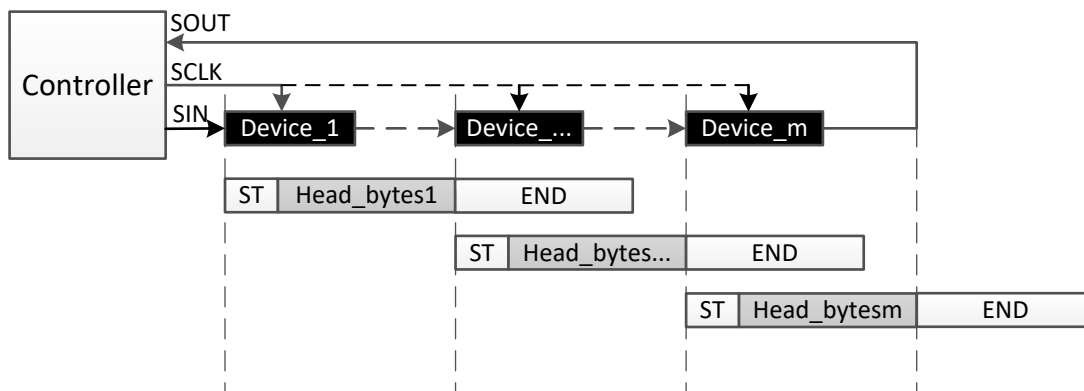 SOUT
Controller
SCLK
SIN
Device_1
Device_...
Device_m
ST Head_bytes1 END
ST Head_bytes... END
ST Head_bytesm END